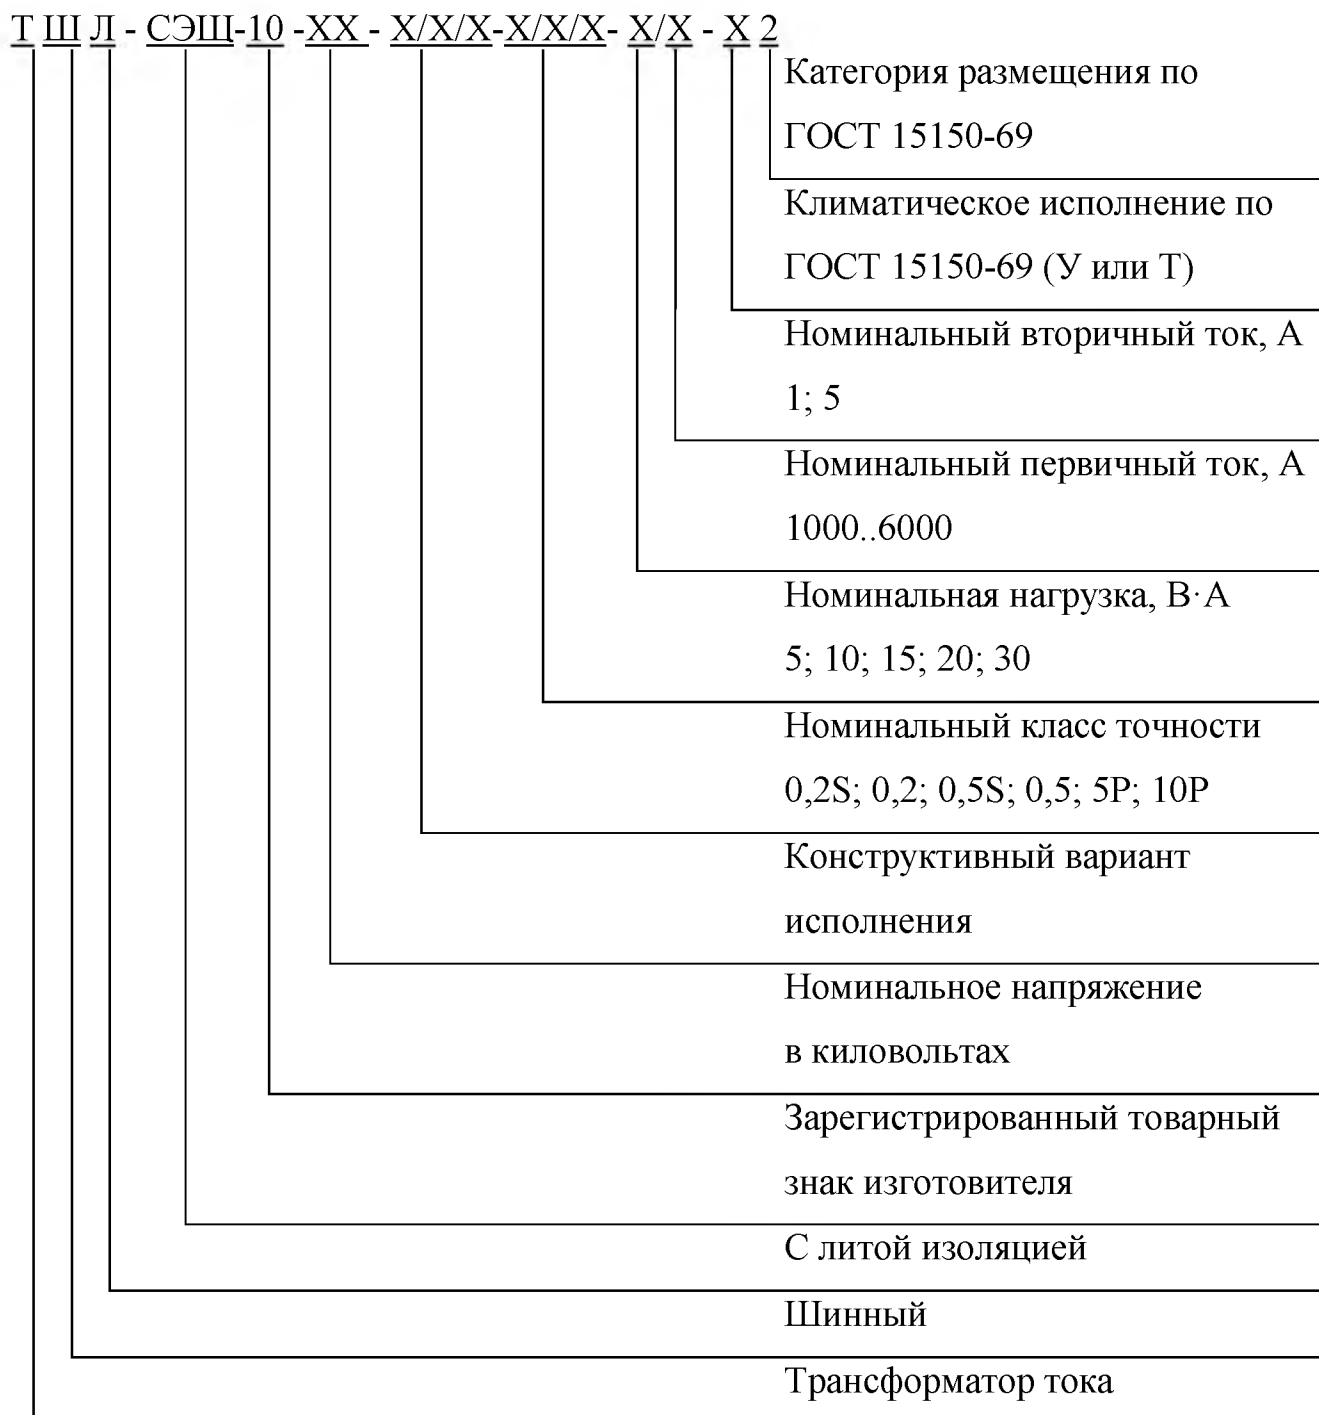 Т Ш Л - СЭЩ-10 -ХХ - Х/Х/Х-Х/Х/Х- Х/Х - Х 2
Категория размещения по
ГОСТ 15150-69
Климатическое исполнение по
ГОСТ 15150-69 (У или Т)
Номинальный вторичный ток, А
1; 5
Номинальный первичный ток, А
1000..6000
Номинальная нагрузка, В·А
5; 10; 15; 20; 30
Номинальный класс точности
0,2S; 0,2; 0,5S; 0,5; 5P; 10P
Конструктивный вариант
исполнения
Номинальное напряжение
в киловольтах
Зарегистрированный товарный
знак изготовителя
С литой изоляцией
Шинный
Трансформатор тока